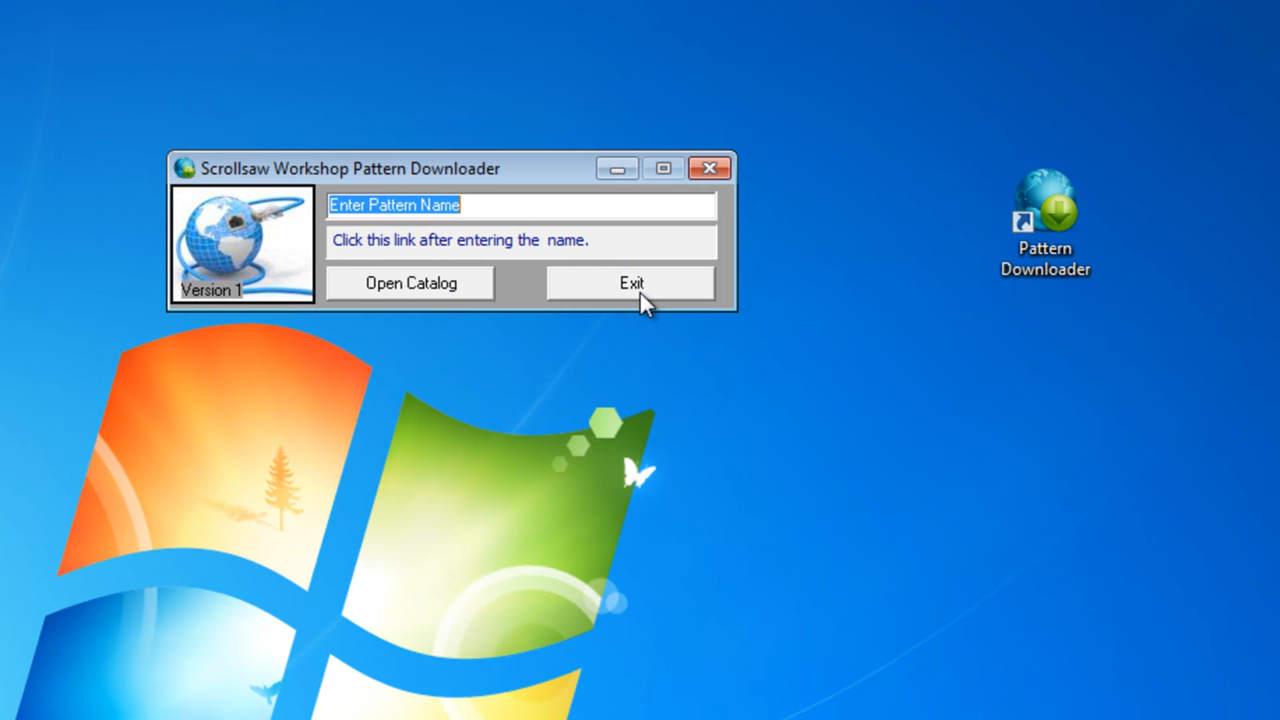 Scrollsaw Workshop Pattern Downloader
Enter Pattern Name
Click this link after entering the  name.
Version 1
Open Catalog
Exit
Pattern
Downloader